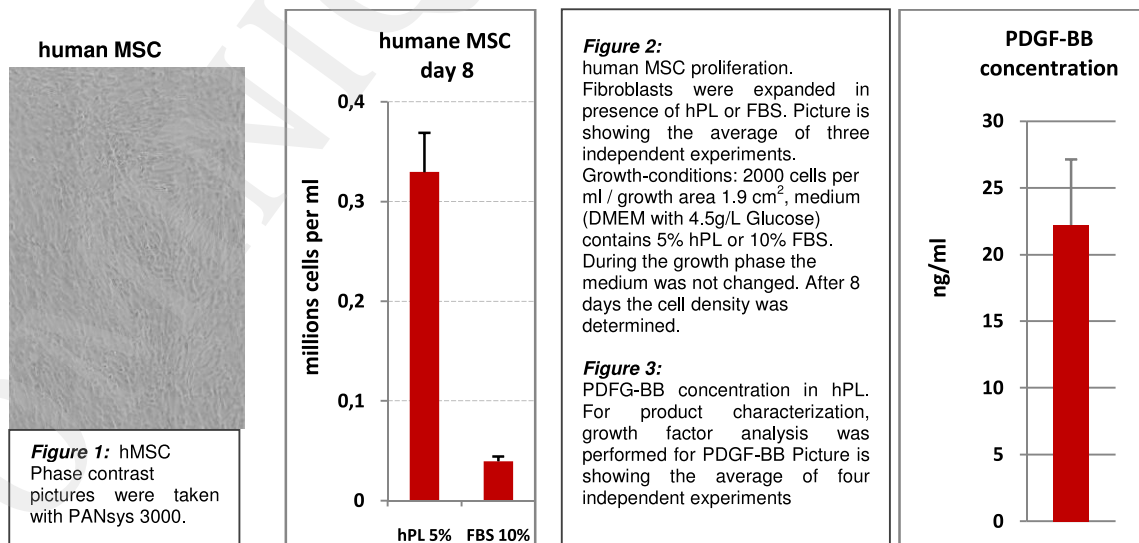 human MSC
Figure 1: hMSC
Phase contrast
pictures were taken
with PANsys 3000.
humane MSC
day 8
millions cells per ml
0,4
0,3
0,2
0,1
0
hPL 5% FBS 10%
Figure 2:
human MSC proliferation.
Fibroblasts were expanded in
presence of hPL or FBS. Picture is
showing the average of three
independent experiments.
Growth-conditions: 2000 cells per
ml / growth area 1.9 cm², medium
(DMEM with 4.5g/L Glucose)
contains 5% hPL or 10% FBS.
During the growth phase the
medium was not changed. After 8
days the cell density was
determined.
Figure 3:
PDFG-BB concentration in hPL.
For product characterization,
growth factor analysis was
performed for PDGF-BB Picture is
showing the average of four
independent experiments
PDGF-BB
concentration
ng/ml
30
25
22
15
10
5
0